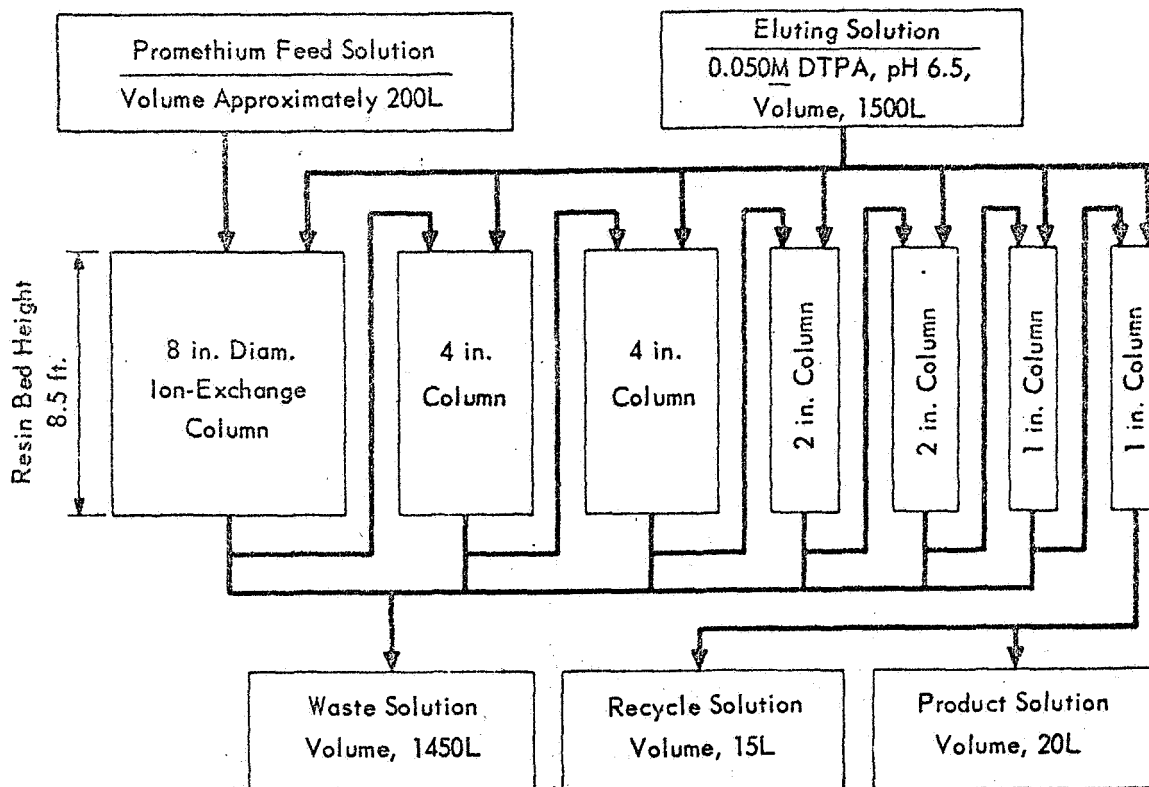 Promethium Feed Solution
Volume Approximately 200L
Eluting Solution
0.050M DTPA, pH 6.5,
Volume, 1500L
Resin Bed Height
8.5 ft.
8 in. Diam.
Ion-Exchange
Column
4 in.
Column
4 in.
Column
2 in. Column
2 in. Column
1 in. Column
1 in. Column
Waste Solution
Volume, 1450L
Recycle Solution
Volume, 15L
Product Solution
Volume, 20L